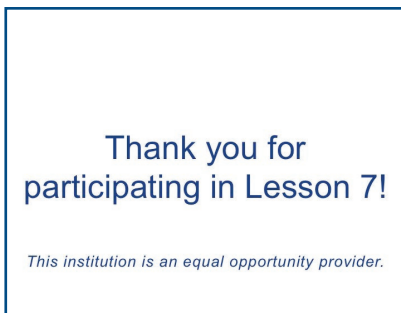 Thank you for
participating in Lesson 7!
This institution is an equal opportunity provider.